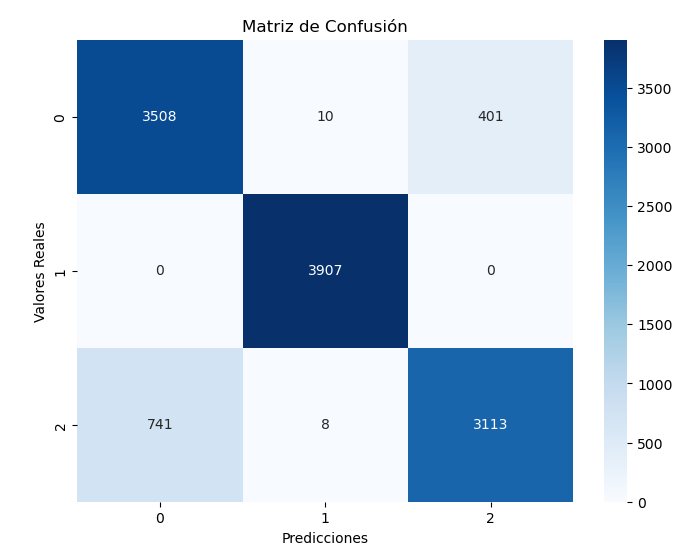 Matriz de Confusión
3508 10 401
0 3907 0
741 8 3113
0
1
2
Valores Reales
0 1 2
Predicciones
3500
3000
2500
2000
1500
1000
500
0